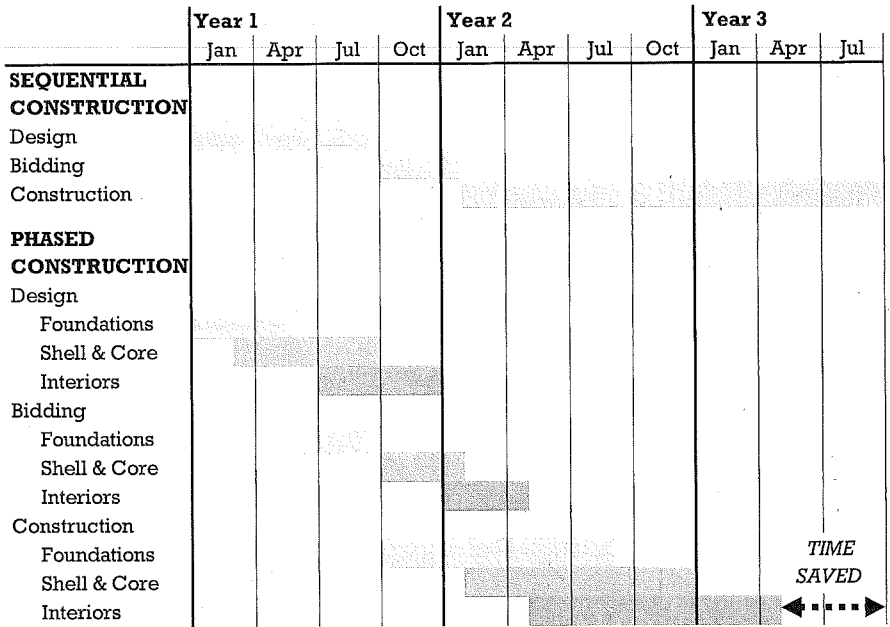 Year 1 Year 2 Year 3
Jan Apr Jul Oct Jan Apr Jul Oct Jan Apr Jul
SEQUENTIAL
CONSTRUCTION
Design
Bidding
Construction
PHASED
CONSTRUCTION
Design
Foundations
Shell & Core
Interiors
Bidding
Foundations
Shell & Core
Interiors
Construction
Foundations
Shell & Core
Interiors
TIME
SAVED